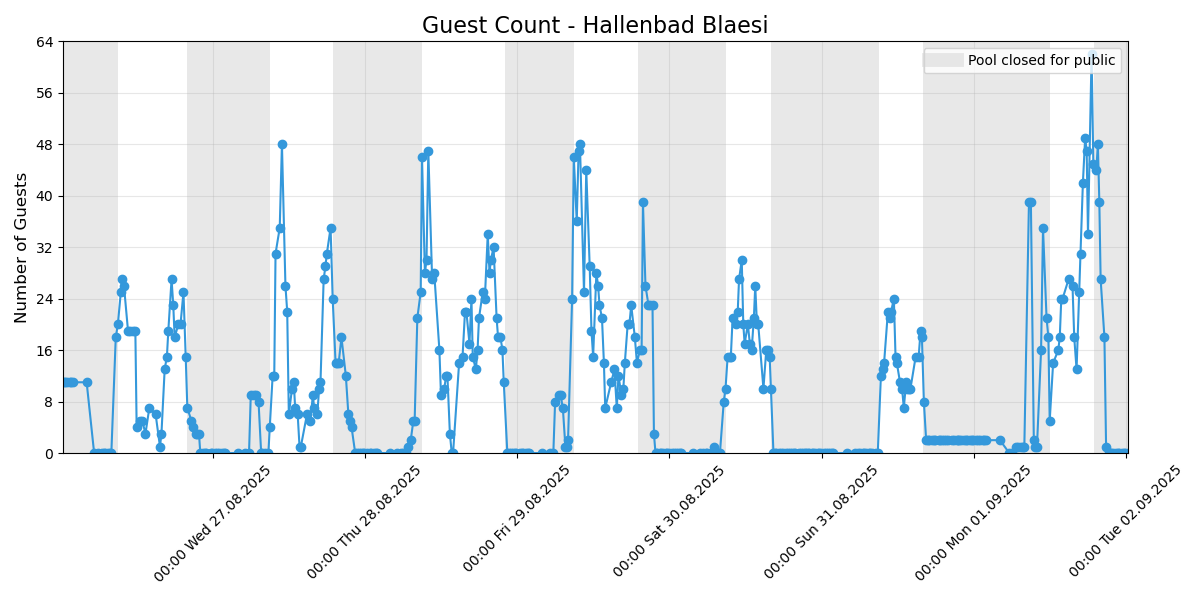 Guest Count - Hallenbad Blaesi
Pool closed for public
Number of Guests
64
56
48
40
32
24
16
8
0
00:00 Wed 27.08.2025
00:00 Thu 28.08.2025
00:00 Fri 29.08.2025
00:00 Sat 30.08.2025
00:00 Sun 31.08.2025
00:00 Mon 01.09.2025
00:00 Tue 02.09.2025